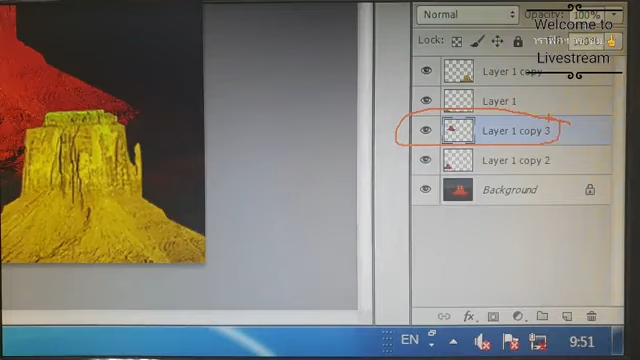 Normal
Opacity: 100%
Welcome to
Livestream
Lock:
Layer 1 copy
Layer 1
Layer 1 copy 3
Layer 1 copy 2
Background
fx
EN
9:51